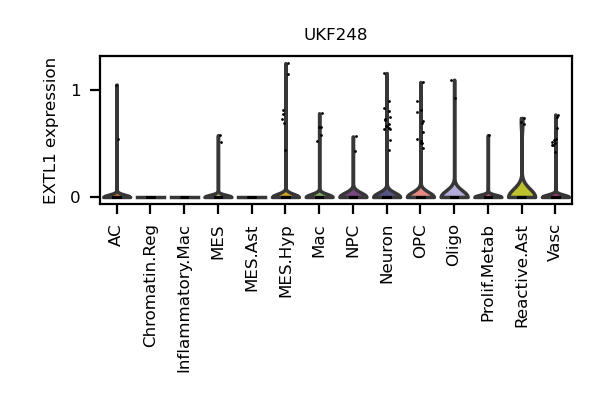 UKF248
EXTL1 expression
1
0
AC
Chromatin.Reg
Inflammatory.Mac
MES
MES.Ast
MES.Hyp
Mac
NPC
Neuron
OPC
Oligo
Prolif.Metab
Reactive.Ast
Vasc